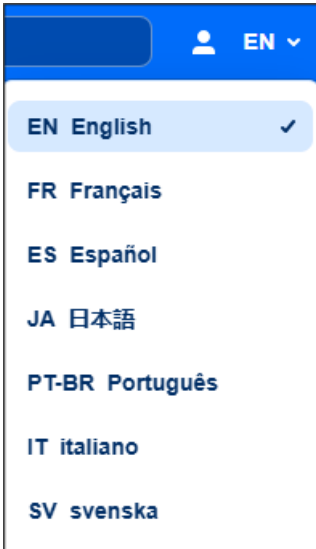 EN
EN English
FR Français
ES Español
JA 日本語
PT-BR Português
IT italiano
SV svenska